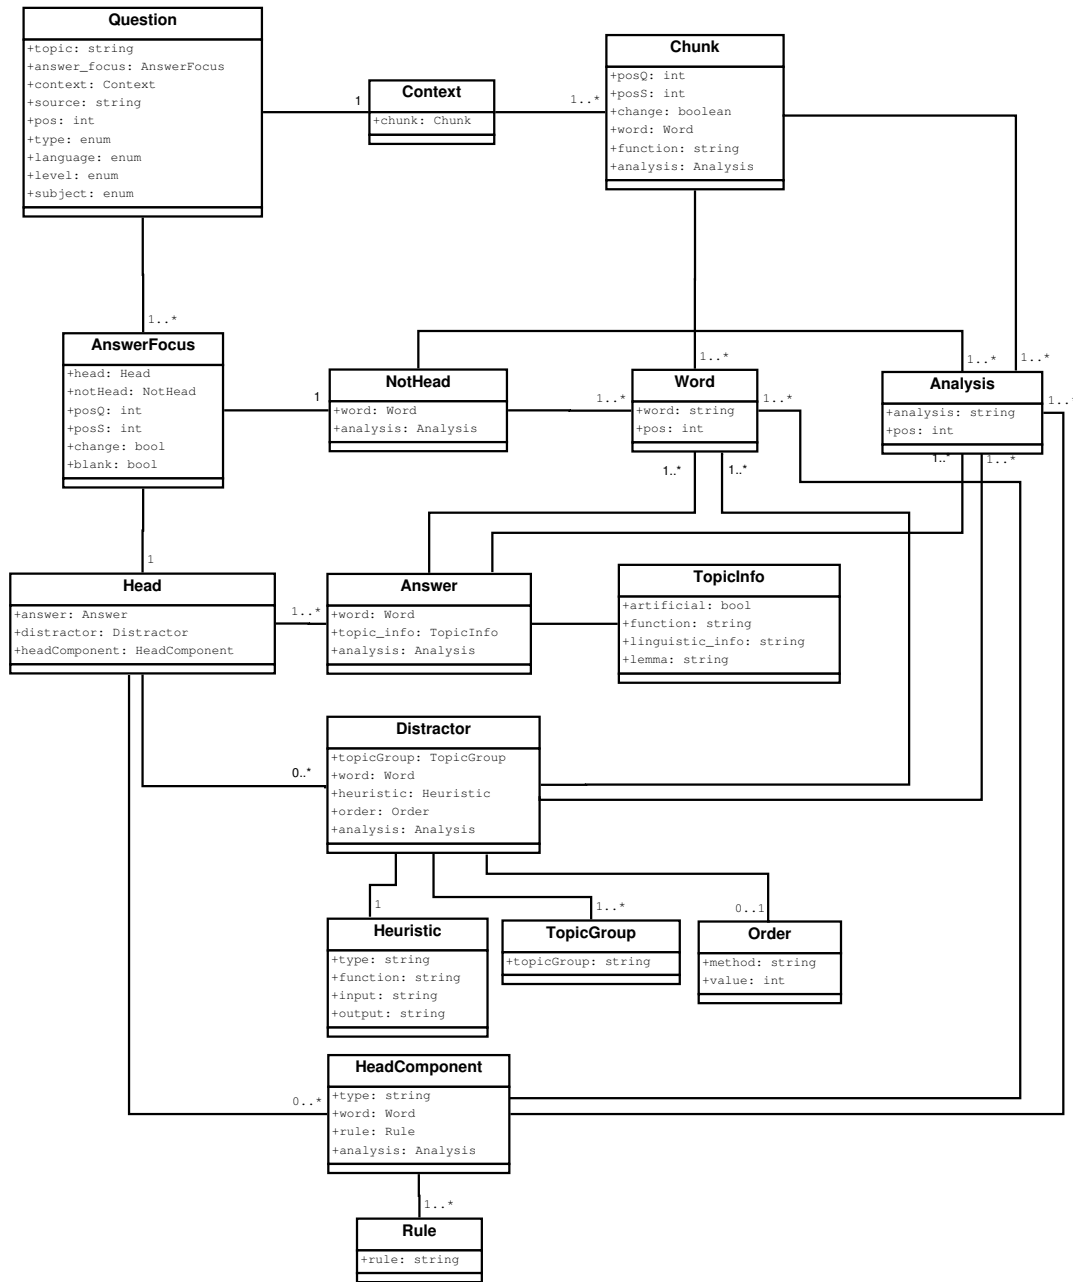 Question
+topic: string
+answer_focus: AnswerFocus
+context: Context
+source: string
+pos: int
+type: enum
+language: enum
+level: enum
+subject: enum
1
Context
+chunk: Chunk
1..*
Chunk
+posQ: int
+posS: int
+change: boolean
+word: Word
+function: string
+analysis: Analysis
1..*
AnswerFocus
+head: Head
+notHead: NotHead
+posQ: int
+posS: int
+change: bool
+blank: bool
1
NotHead
+word: Word
+analysis: Analysis
1..*
1..*
Word
+word: string
+pos: int
1..*
1..*
1..*
1..*
1..*
Analysis
+analysis: string
+pos: int
1..*
1..*
1..*
1
Head
+answer: Answer
+distractor: Distractor
+headComponent: HeadComponent
1..*
Answer
+word: Word
+topic_info: TopicInfo
+analysis: Analysis
TopicInfo
+artificial: bool
+function: string
+linguistic_info: string
+lemma: string
0..*
Distractor
+topicGroup: TopicGroup
+word: Word
+heuristic: Heuristic
+order: Order
+analysis: Analysis
1
1..*
0..1
Heuristic
+type: string
+function: string
+input: string
+output: string
TopicGroup
+topicGroup: string
Order
+method: string
+value: int
0..*
HeadComponent
+type: string
+word: Word
+rule: Rule
+analysis: Analysis
1..*
Rule
+rule: string